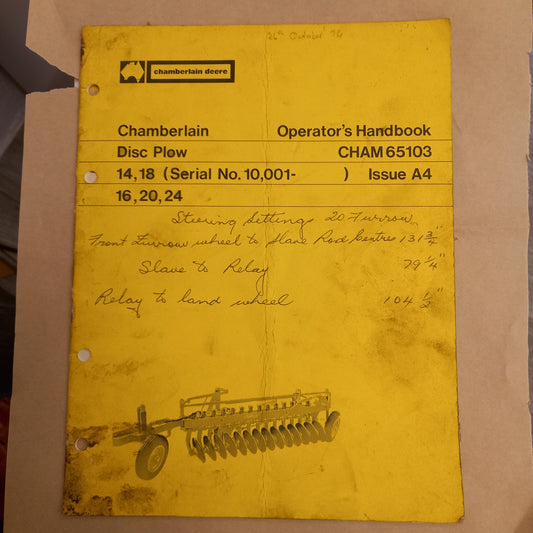 26th October 74
chamberlain deere
Chamberlain Operator's Handbook
Disc Plow CHAM 65103
14, 18 (Serial No. 10,001- ) Issue A4
16, 20, 24
Steering Settings 20 Furrow
Front Furrow wheel to Slave Rod Centres 131 3/4"
Slave to Relay 79 1/4"
Relay to land wheel 104 1/2"